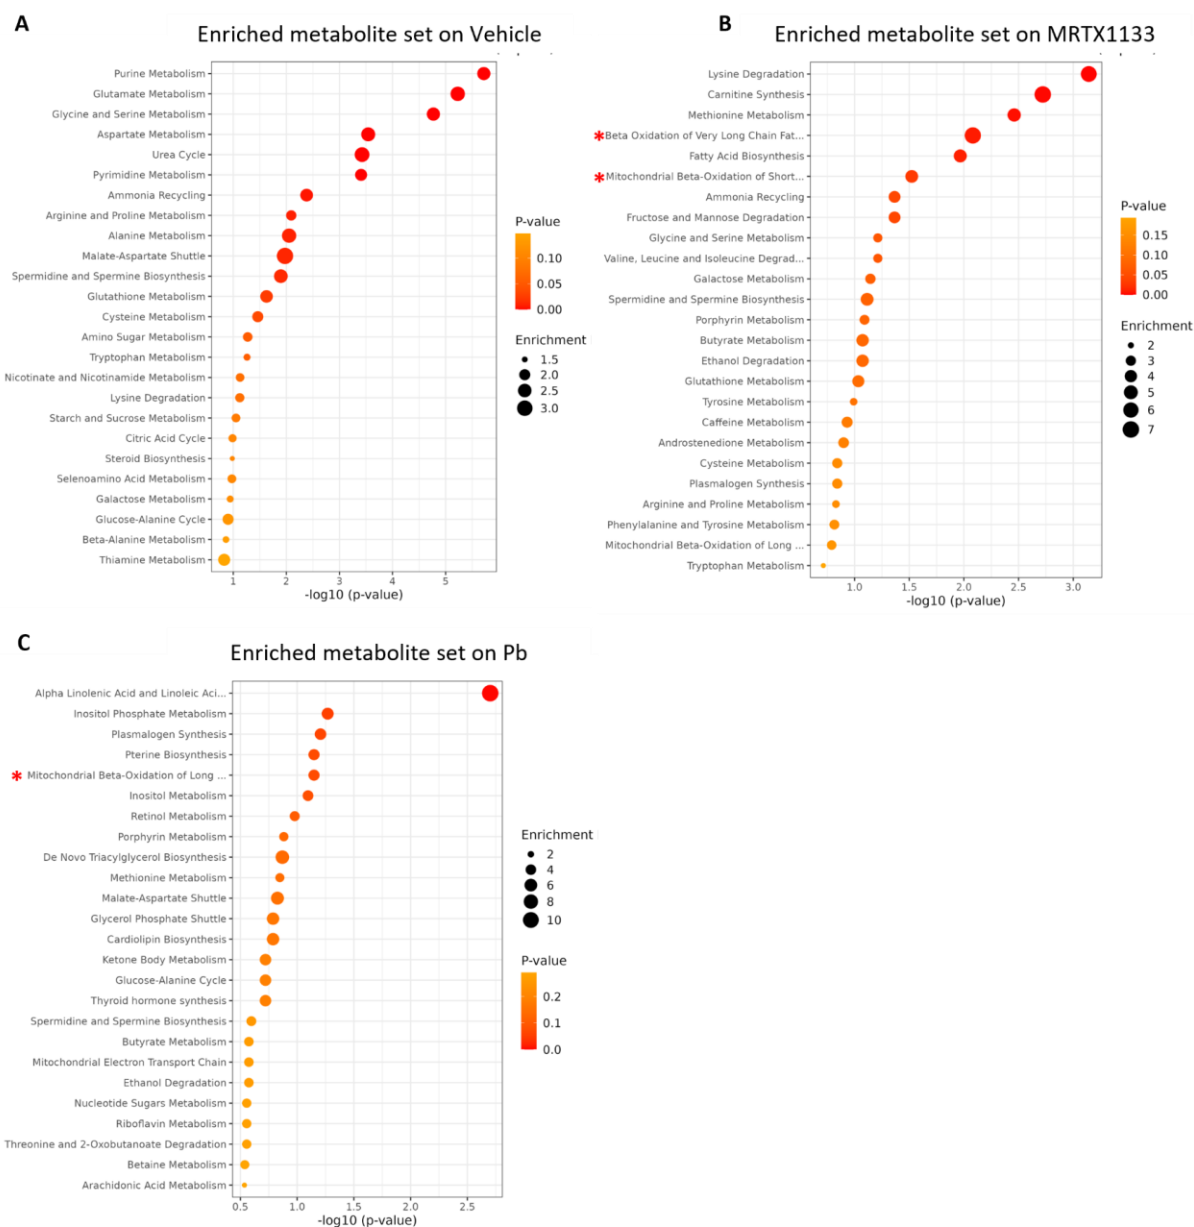 A
Enriched metabolite set on Vehicle
Purine Metabolism
Glutamate Metabolism
Glycine and Serine Metabolism
Aspartate Metabolism
Urea Cycle
Pyrimidine Metabolism
Ammonia Recycling
Arginine and Proline Metabolism
Alanine Metabolism
Malate-Aspartate Shuttle
Spermidine and Spermine Biosynthesis
Glutathione Metabolism
Cysteine Metabolism
Amino Sugar Metabolism
Tryptophan Metabolism
Nicotinate and Nicotinamide Metabolism
Lysine Degradation
Starch and Sucrose Metabolism
Citric Acid Cycle
Steroid Biosynthesis
Selenoamino Acid Metabolism
Galactose Metabolism
Glucose-Alanine Cycle
Beta-Alanine Metabolism
Thiamine Metabolism
1 2 3 4 5
-log10 (p-value)
P-value
0.10
0.05
0.00
Enrichment
1.5
2.0
2.5
3.0
B
Enriched metabolite set on MRTX1133
Lysine Degradation
Carnitine Synthesis
Methionine Metabolism
*Beta Oxidation of Very Long Chain Fat...
Fatty Acid Biosynthesis
*Mitochondrial Beta-Oxidation of Short...
Ammonia Recycling
Fructose and Mannose Degradation
Glycine and Serine Metabolism
Valine, Leucine and Isoleucine Degrad...
Galactose Metabolism
Spermidine and Spermine Biosynthesis
Porphyrin Metabolism
Butyrate Metabolism
Ethanol Degradation
Glutathione Metabolism
Tyrosine Metabolism
Caffeine Metabolism
Androstenedione Metabolism
Cysteine Metabolism
Plasmalogen Synthesis
Arginine and Proline Metabolism
Phenylalanine and Tyrosine Metabolism
Mitochondrial Beta-Oxidation of Long ...
Tryptophan Metabolism
1.0 1.5 2.0 2.5 3.0
-log10 (p-value)
P-value
0.15
0.10
0.05
0.00
Enrichment
2
3
4
5
6
7
C
Enriched metabolite set on Pb
Alpha Linolenic Acid and Linoleic Aci...
Inositol Phosphate Metabolism
Plasmalogen Synthesis
Pterine Biosynthesis
* Mitochondrial Beta-Oxidation of Long ...
Inositol Metabolism
Retinol Metabolism
Porphyrin Metabolism
De Novo Triacylglycerol Biosynthesis
Methionine Metabolism
Malate-Aspartate Shuttle
Glycerol Phosphate Shuttle
Cardiolipin Biosynthesis
Ketone Body Metabolism
Glucose-Alanine Cycle
Thyroid hormone synthesis
Spermidine and Spermine Biosynthesis
Butyrate Metabolism
Mitochondrial Electron Transport Chain
Ethanol Degradation
Nucleotide Sugars Metabolism
Riboflavin Metabolism
Threonine and 2-Oxobutanoate Degradation
Betaine Metabolism
Arachidonic Acid Metabolism
0.5 1.0 1.5 2.0 2.5
-log10 (p-value)
Enrichment
2
4
6
8
10
P-value
0.2
0.1
0.0